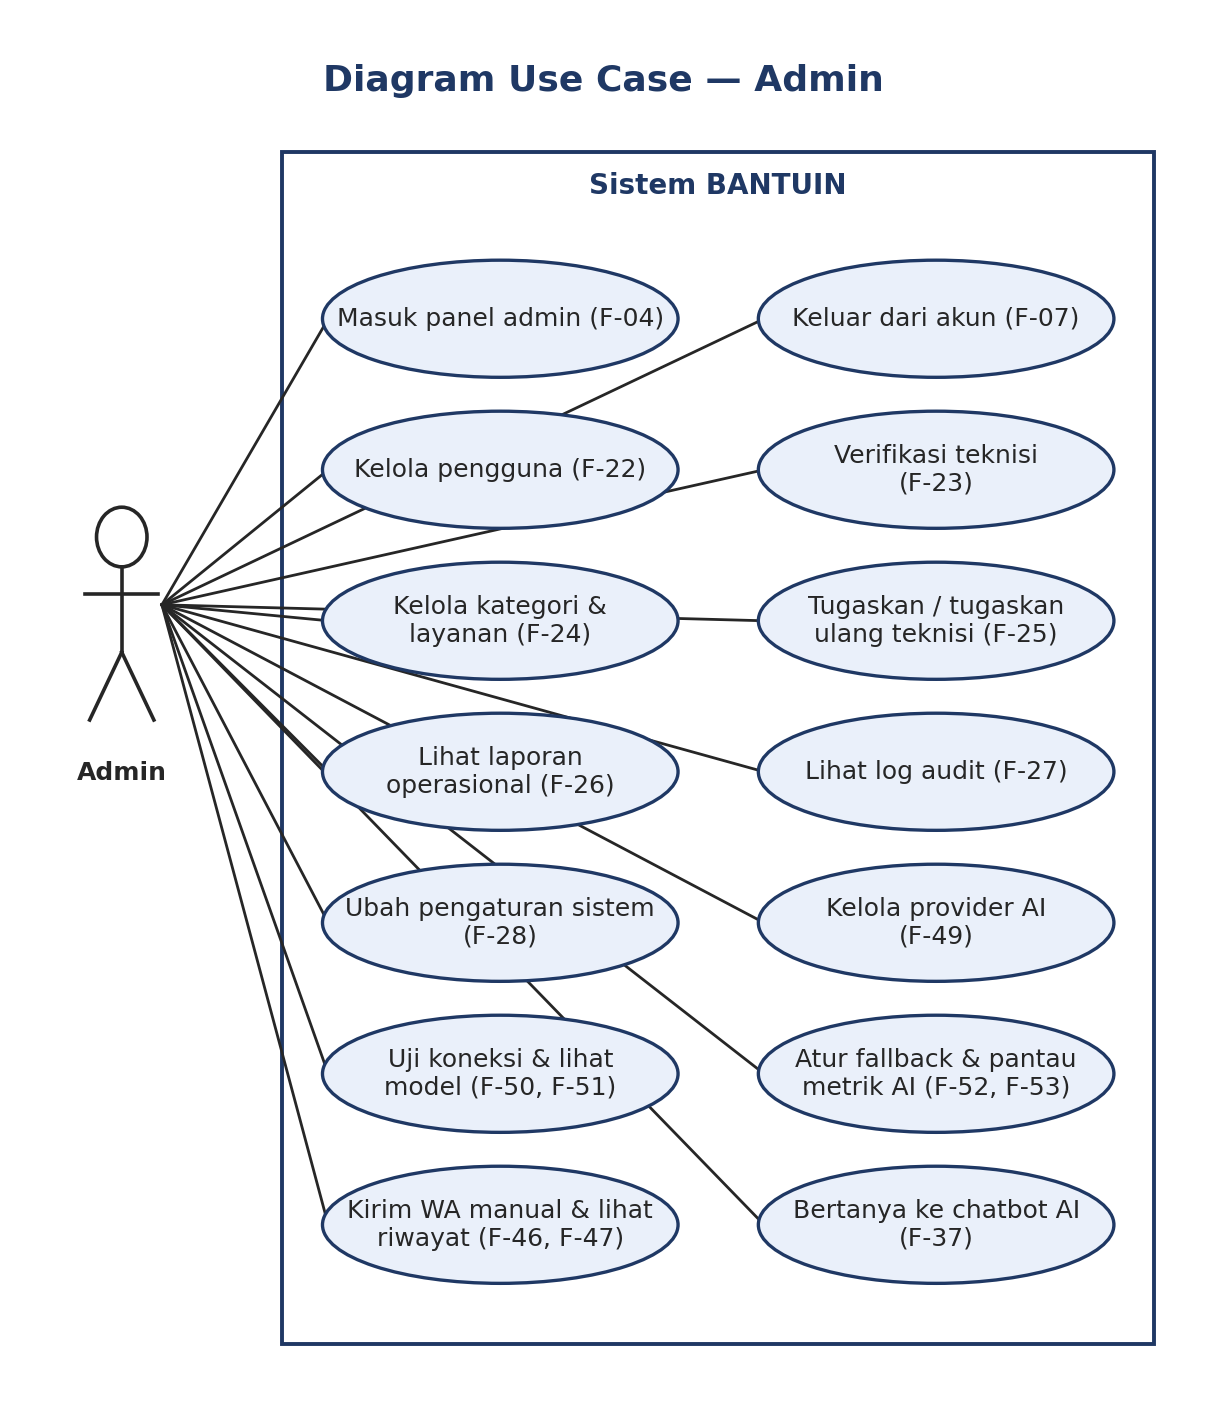 Diagram Use Case — Admin
Sistem BANTUIN
Masuk panel admin (F-04)
Keluar dari akun (F-07)
Kelola pengguna (F-22)
Verifikasi teknisi
(F-23)
Kelola kategori &
layanan (F-24)
Tugaskan / tugaskan
ulang teknisi (F-25)
Admin
Lihat laporan
operasional (F-26)
Lihat log audit (F-27)
Ubah pengaturan sistem
(F-28)
Kelola provider AI
(F-49)
Uji koneksi & lihat
model (F-50, F-51)
Atur fallback & pantau
metrik AI (F-52, F-53)
Kirim WA manual & lihat
riwayat (F-46, F-47)
Bertanya ke chatbot AI
(F-37)